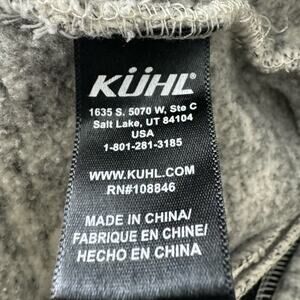 KÜHL
1635 S. 5070 W. Ste C
Salt Lake, UT 84104
USA
1-801-281-3185
WWW.KUHL.COM
RN#108846
MADE IN CHINA/
FABRIQUE EN CHINE/
HECHO EN CHINA